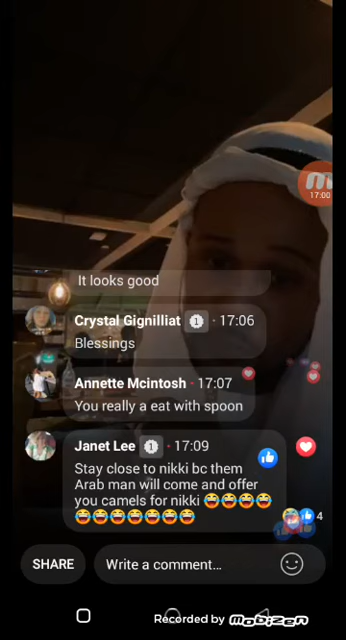 m
17:00
It looks good
Crystal Gignilliat 1 · 17:06
Blessings
Annette Mcintosh · 17:07
You really a eat with spoon
Janet Lee 1 · 17:09
Stay close to nikki bc them
Arab man will come and offer
you camels for nikki 😂😂😂😂
😂😂😂😂😂😂😂
4
SHARE
Write a comment...
Recorded by mobizen